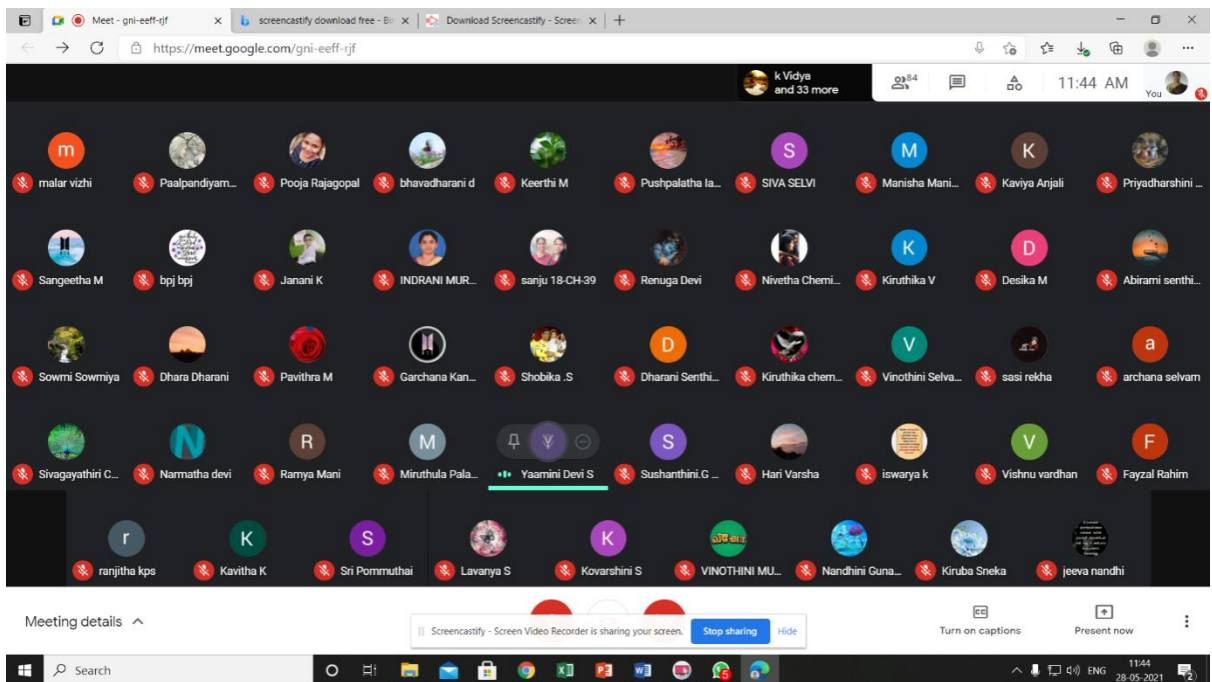 Meet - gni-eeff-rjf
screencastify download free - Bi
Download Screencastify - Screen
https://meet.google.com/gni-eeff-rjf
k Vidya
and 33 more
84
11:44 AM
You
m
S
M
K
malar vizhi
Paalpandiyam...
Pooja Rajagopal
bhavadharani d
Keerthi M
Pushpalatha la...
SIVA SELVI
Manisha Mani...
Kaviya Anjali
Priyadharshini ...
K
D
Sangeetha M
bpj bpj
Janani K
INDRANI MUR...
sanju 18-CH-39
Renuga Devi
Nivetha Chemi...
Kiruthika V
Desika M
Abirami senthi...
D
V
a
Sowmi Sowmiya
Dhara Dharani
Pavithra M
Garchana Kan...
Shobika .S
Dharani Senthi...
Kiruthika chem...
Vinothini Selva...
sasi rekha
archana selvam
N
R
M
Y
S
V
F
Sivagayathiri C...
Narmatha devi
Ramya Mani
Miruthula Pala...
Yaamini Devi S
Sushanthini.G ...
Hari Varsha
iswarya k
Vishnu vardhan
Fayzal Rahim
r
K
S
K
ranjitha kps
Kavitha K
Sri Pommuthai
Lavanya S
Kovarshini S
VINOTHINI MU...
Nandhini Guna...
Kiruba Sneka
jeeva nandhi
Meeting details
Screencastify - Screen Video Recorder is sharing your screen.
Stop sharing
Hide
Turn on captions
Present now
Search
ENG
11:44
28-05-2021